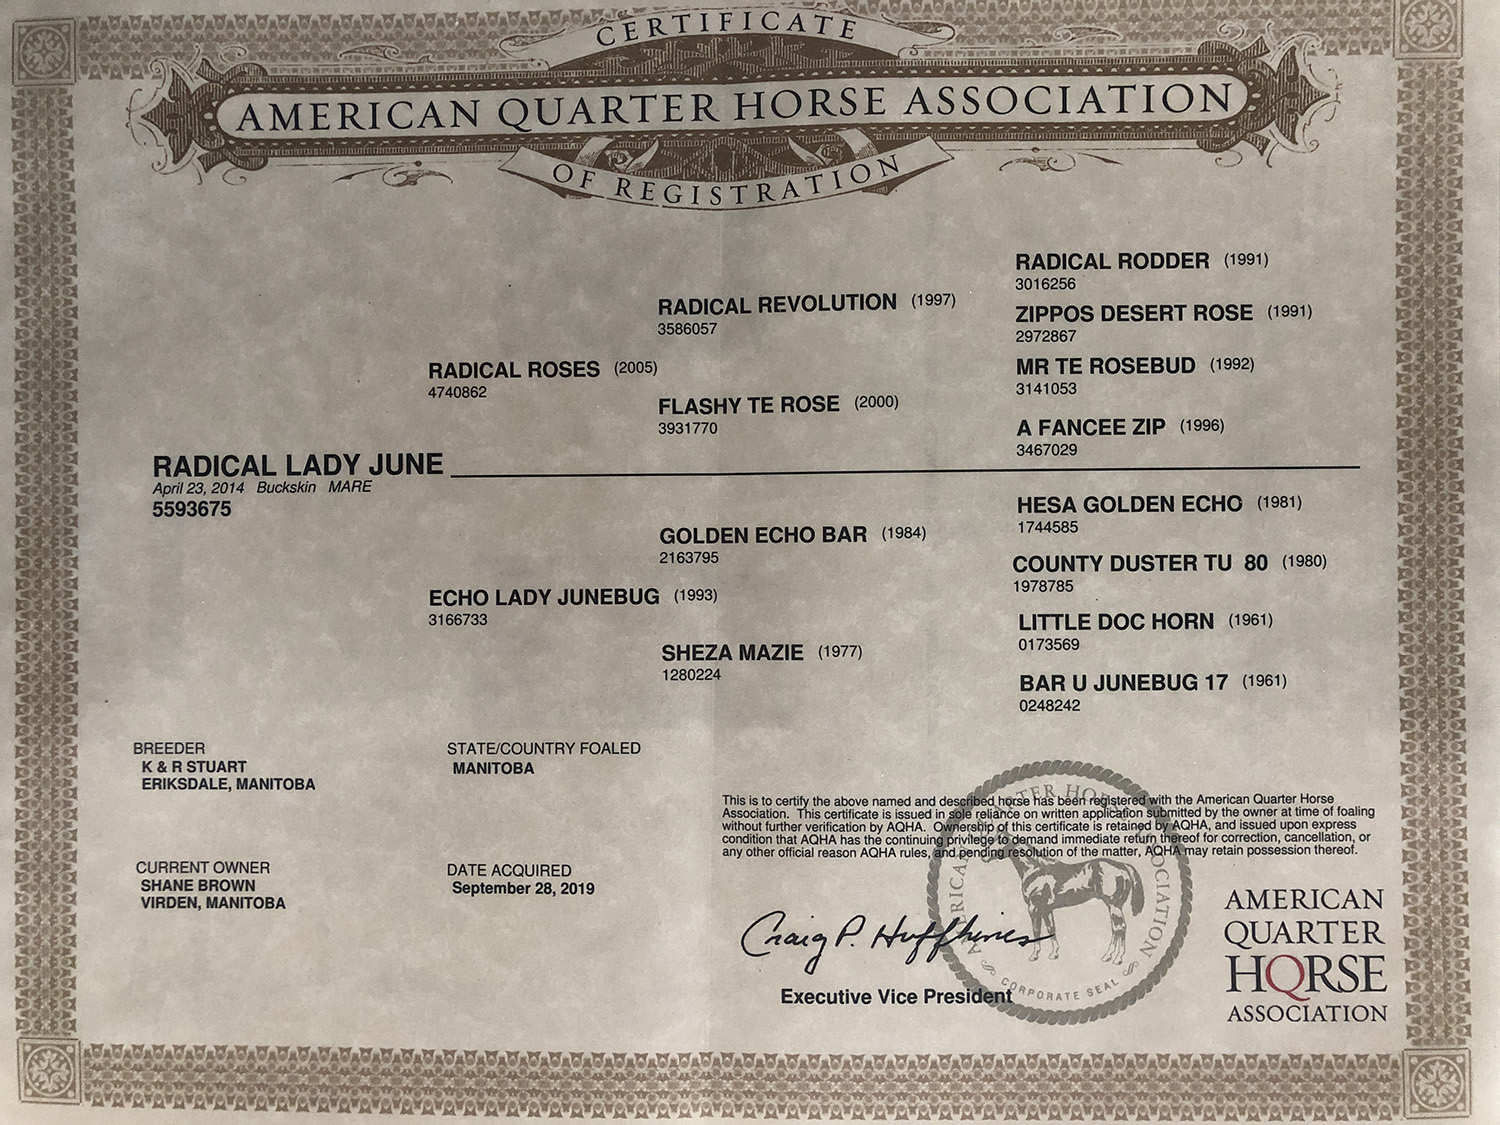 CERTIFICATE
AMERICAN QUARTER HORSE ASSOCIATION
OF REGISTRATION
RADICAL RODDER (1991)
3016256
RADICAL REVOLUTION (1997)
3586057
ZIPPOS DESERT ROSE (1991)
2972867
RADICAL ROSES (2005)
4740862
MR TE ROSEBUD (1992)
3141053
FLASHY TE ROSE (2000)
3931770
A FANCEE ZIP (1996)
3467029
RADICAL LADY JUNE
April 23, 2014 Buckskin MARE
5593675
HESA GOLDEN ECHO (1981)
1744585
GOLDEN ECHO BAR (1984)
2163795
COUNTY DUSTER TU 80 (1980)
1978785
ECHO LADY JUNEBUG (1993)
3166733
LITTLE DOC HORN (1961)
0173569
SHEZA MAZIE (1977)
1280224
BAR U JUNEBUG 17 (1961)
0248242
BREEDER
K & R STUART
ERIKSDALE, MANITOBA
STATE/COUNTRY FOALED
MANITOBA
CURRENT OWNER
SHANE BROWN
VIRDEN, MANITOBA
DATE ACQUIRED
September 28, 2019
This is to certify the above named and described horse has been registered with the American Quarter Horse
Association. This certificate is issued in sole reliance on written application submitted by the owner at time of foaling
without further verification by AQHA. Ownership of this certificate is retained by AQHA, and issued upon express
condition that AQHA has the continuing privilege to demand immediate return thereof for correction, cancellation, or
any other official reason AQHA rules, and pending resolution of the matter, AQHA may retain possession thereof.
Craig P. Huffhines
Executive Vice President
AMERICAN QUARTER HORSE ASSOCIATION
CORPORATE SEAL
AMERICAN
QUARTER
HORSE
ASSOCIATION